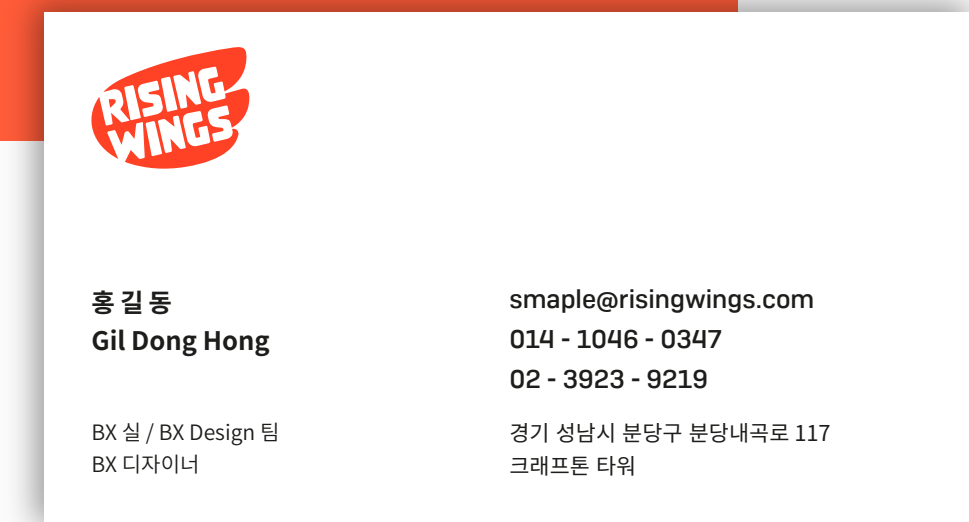 RISING
WINGS
홍 길 동
Gil Dong Hong
BX 실 / BX Design 팀
BX 디자이너
smaple@risingwings.com
014 - 1046 - 0347
02 - 3923 - 9219
경기 성남시 분당구 분당내곡로 117
크래프톤 타워